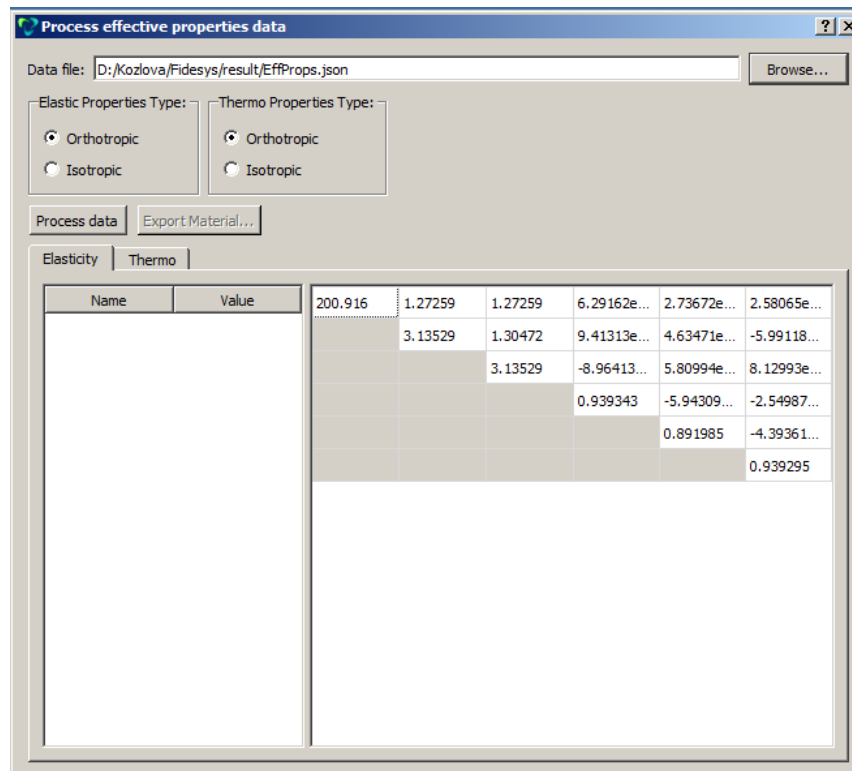 Process effective properties data
Data file: D:/Kozlova/Fidesys/result/EffProps.json Browse...
Elastic Properties Type: Thermo Properties Type:
Orthotropic Orthotropic
Isotropic Isotropic
Process data Export Material...
Elasticity Thermo
Name Value 200.916 1.27259 1.27259 6.29162e... 2.73672e... 2.58065e...
3.13529 1.30472 9.41313e... 4.63471e... -5.99118...
3.13529 -8.96413... 5.80994e... 8.12993e...
0.939343 -5.94309... -2.54987...
0.891985 -4.39361...
0.939295